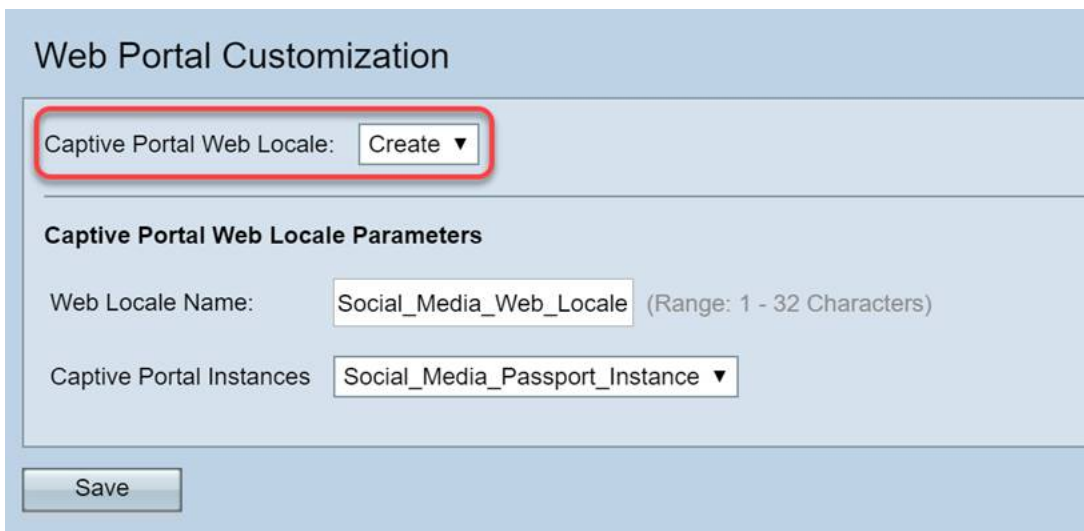 Web Portal Customization
Captive Portal Web Locale: Create ▼
Captive Portal Web Locale Parameters
Web Locale Name: Social_Media_Web_Locale (Range: 1 - 32 Characters)
Captive Portal Instances Social_Media_Passport_Instance ▼
Save